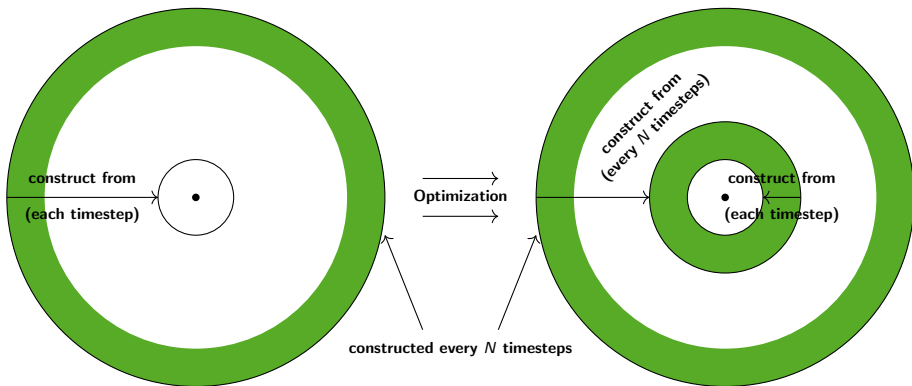 construct from
(each timestep)
Optimization
construct from
(every N timesteps)
construct from
(each timestep)
constructed every N timesteps